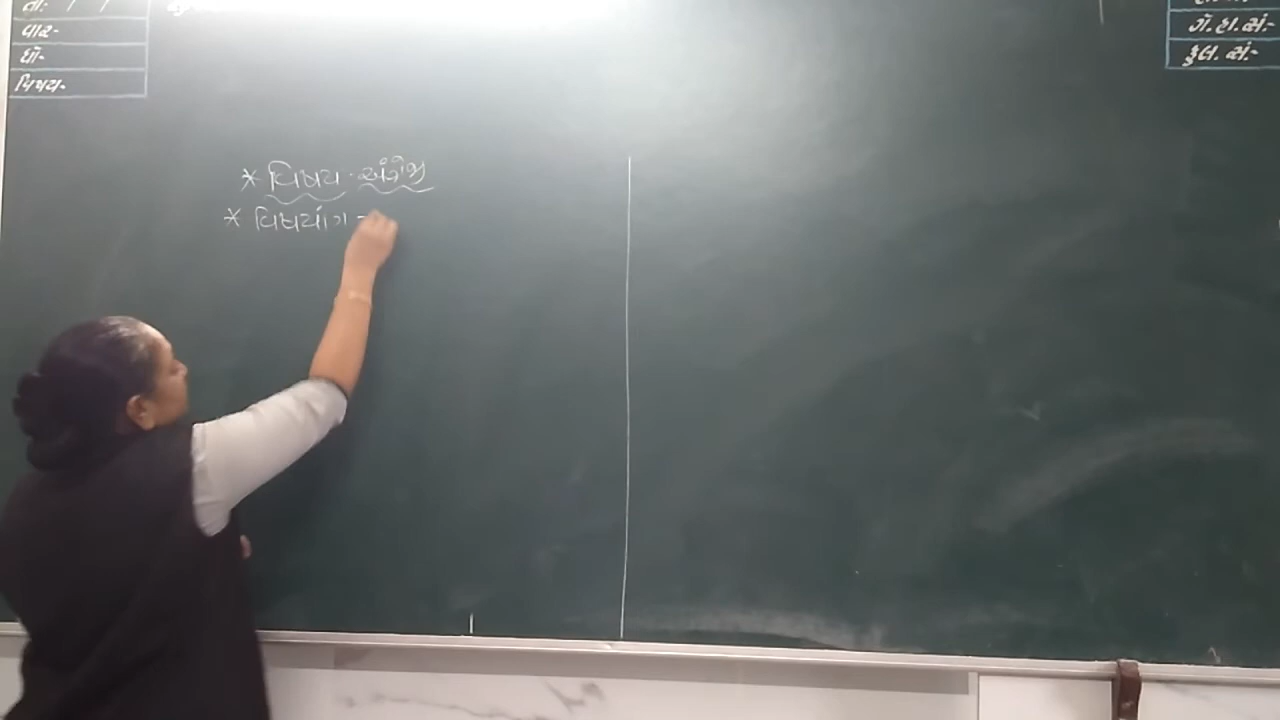 તા: / /
વાર-
ધો-
વિષય-
ગે.હા.સં:-
કુલ.સં:-
* વિષય - અંગ્રેજી
* વિષયાંગ -